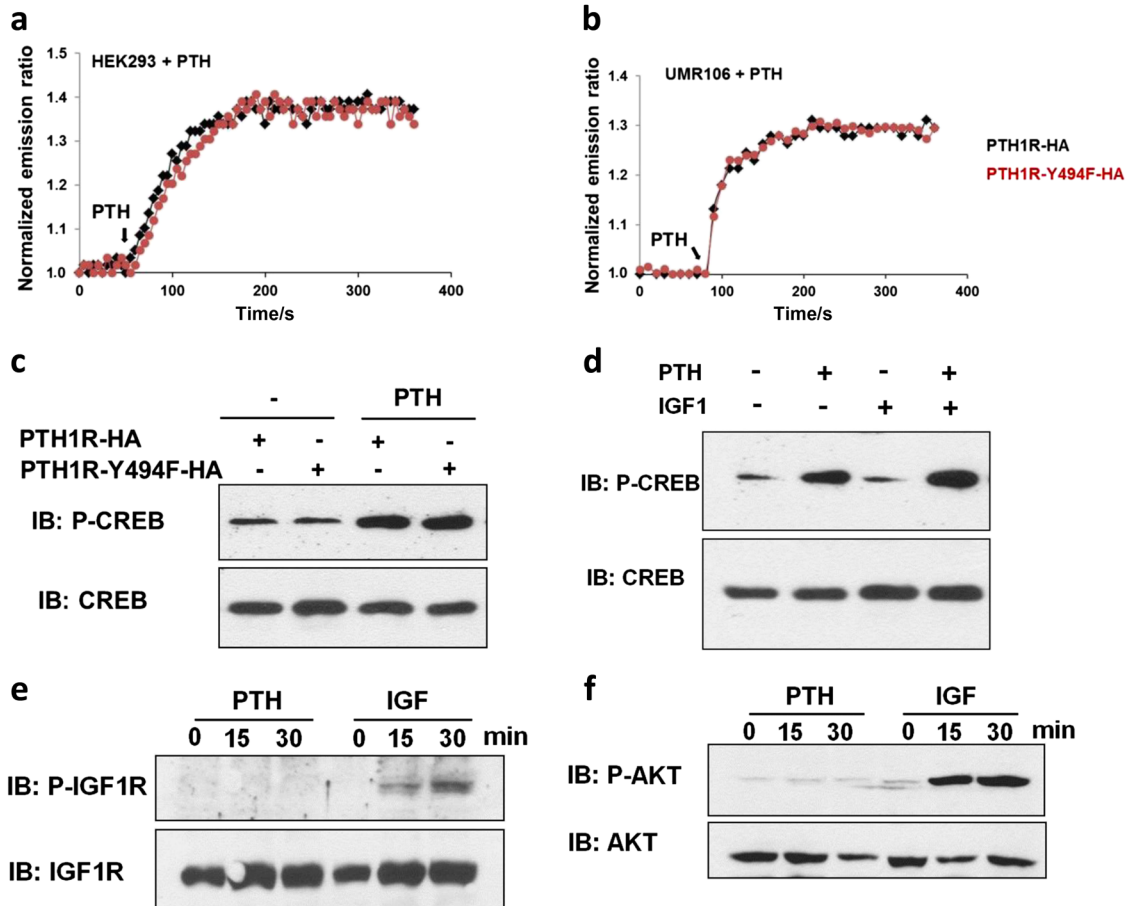 a
HEK293 + PTH
Normalized emission ratio
1.5
1.4
1.3
1.2
1.1
1.0
PTH
0 100 200 300 400
Time/s
b
UMR106 + PTH
Normalized emission ratio
1.4
1.3
1.2
1.1
1.0
PTH
0 100 200 300 400
Time/s
PTH1R-HA
PTH1R-Y494F-HA
c
- PTH
PTH1R-HA + - + -
PTH1R-Y494F-HA - + - +
IB: P-CREB
IB: CREB
d
PTH - + - +
IGF1 - - + +
IB: P-CREB
IB: CREB
e
PTH IGF
0 15 30 0 15 30 min
IB: P-IGF1R
IB: IGF1R
f
PTH IGF
0 15 30 0 15 30 min
IB: P-AKT
IB: AKT